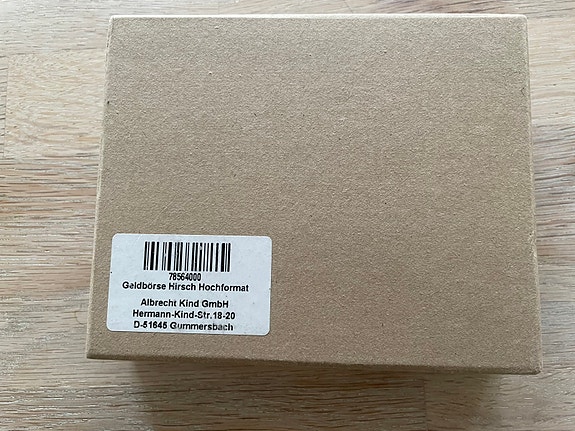 78564000
Geldbörse Hirsch Hochformat
Albrecht Kind GmbH
Hermann-Kind-Str.18-20
D-51645 Gummersbach